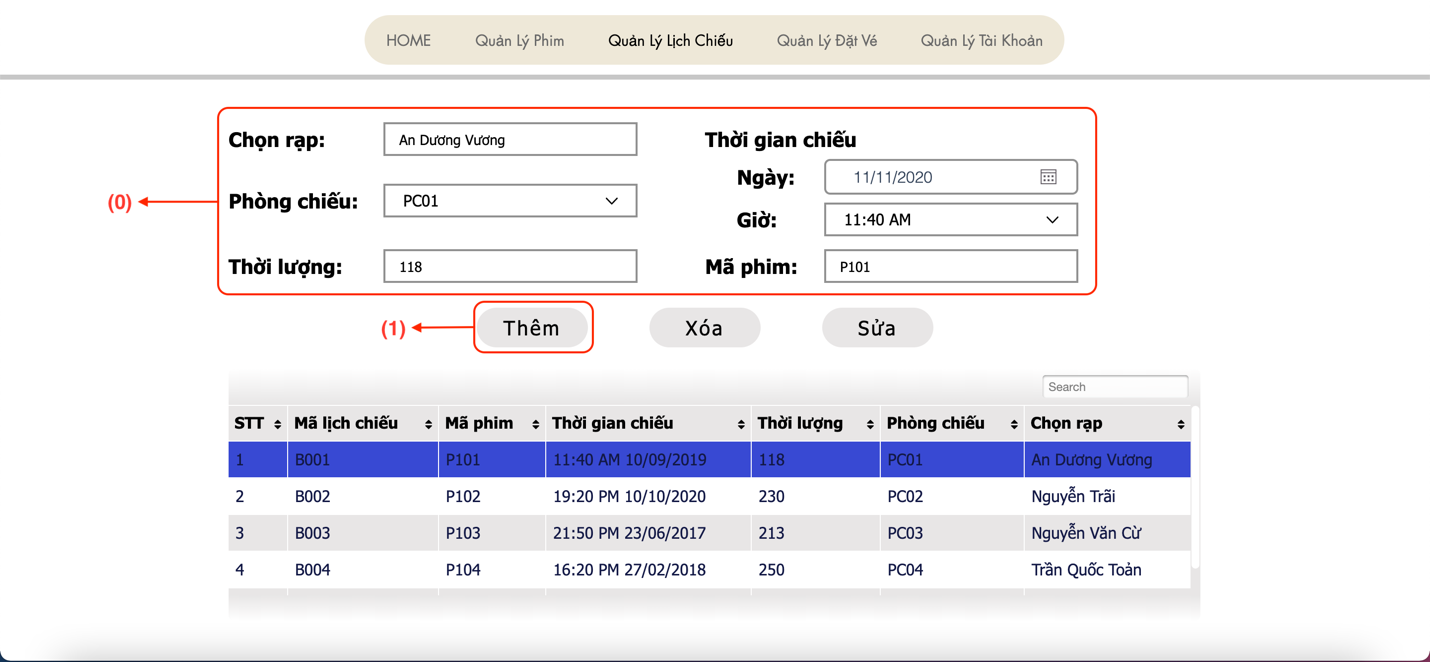 HOME Quản Lý Phim Quản Lý Lịch Chiếu Quản Lý Đặt Vé Quản Lý Tài Khoản
Chọn rạp: An Dương Vương Thời gian chiếu
Ngày: 11/11/2020
(0) Phòng chiếu: PC01
Giờ: 11:40 AM
Thời lượng: 118 Mã phim: P101
(1) Thêm Xóa Sửa
Search
STT Mã lịch chiếu Mã phim Thời gian chiếu Thời lượng Phòng chiếu Chọn rạp
1 B001 P101 11:40 AM 10/09/2019 118 PC01 An Dương Vương
2 B002 P102 19:20 PM 10/10/2020 230 PC02 Nguyễn Trãi
3 B003 P103 21:50 PM 23/06/2017 213 PC03 Nguyễn Văn Cừ
4 B004 P104 16:20 PM 27/02/2018 250 PC04 Trần Quốc Toản